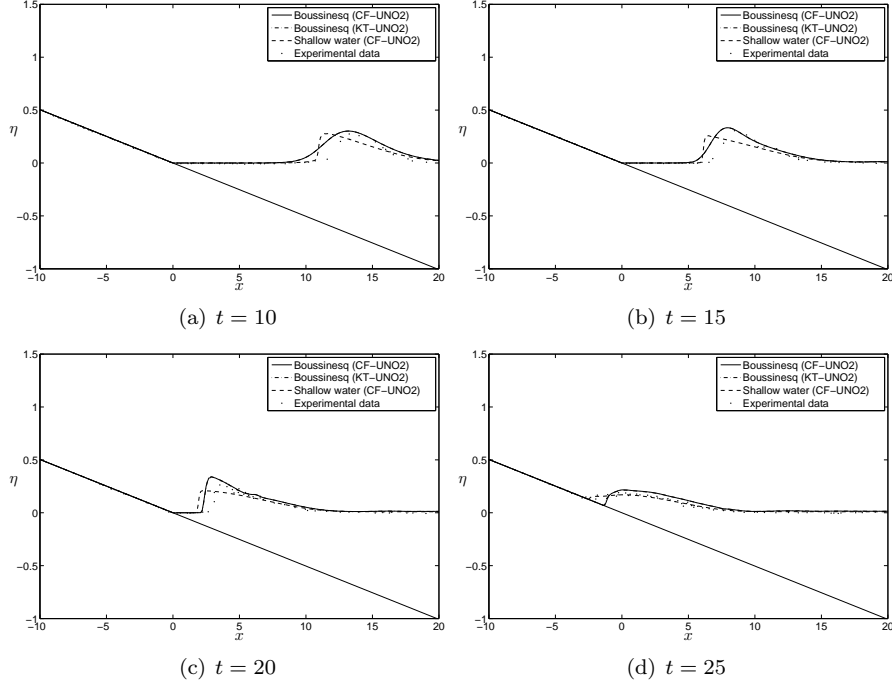 Boussinesq (CF−UNO2)
Boussinesq (KT−UNO2)
Shallow water (CF−UNO2)
Experimental data
1.5
1
0.5
0
−0.5
−1
η
−10 −5 0 5 10 15 20
x
(a) t = 10
Boussinesq (CF−UNO2)
Boussinesq (KT−UNO2)
Shallow water (CF−UNO2)
Experimental data
1.5
1
0.5
0
−0.5
−1
η
−10 −5 0 5 10 15 20
x
(b) t = 15
Boussinesq (CF−UNO2)
Boussinesq (KT−UNO2)
Shallow water (CF−UNO2)
Experimental data
1.5
1
0.5
0
−0.5
−1
η
−10 −5 0 5 10 15 20
x
(c) t = 20
Boussinesq (CF−UNO2)
Boussinesq (KT−UNO2)
Shallow water (CF−UNO2)
Experimental data
1.5
1
0.5
0
−0.5
−1
η
−10 −5 0 5 10 15 20
x
(d) t = 25